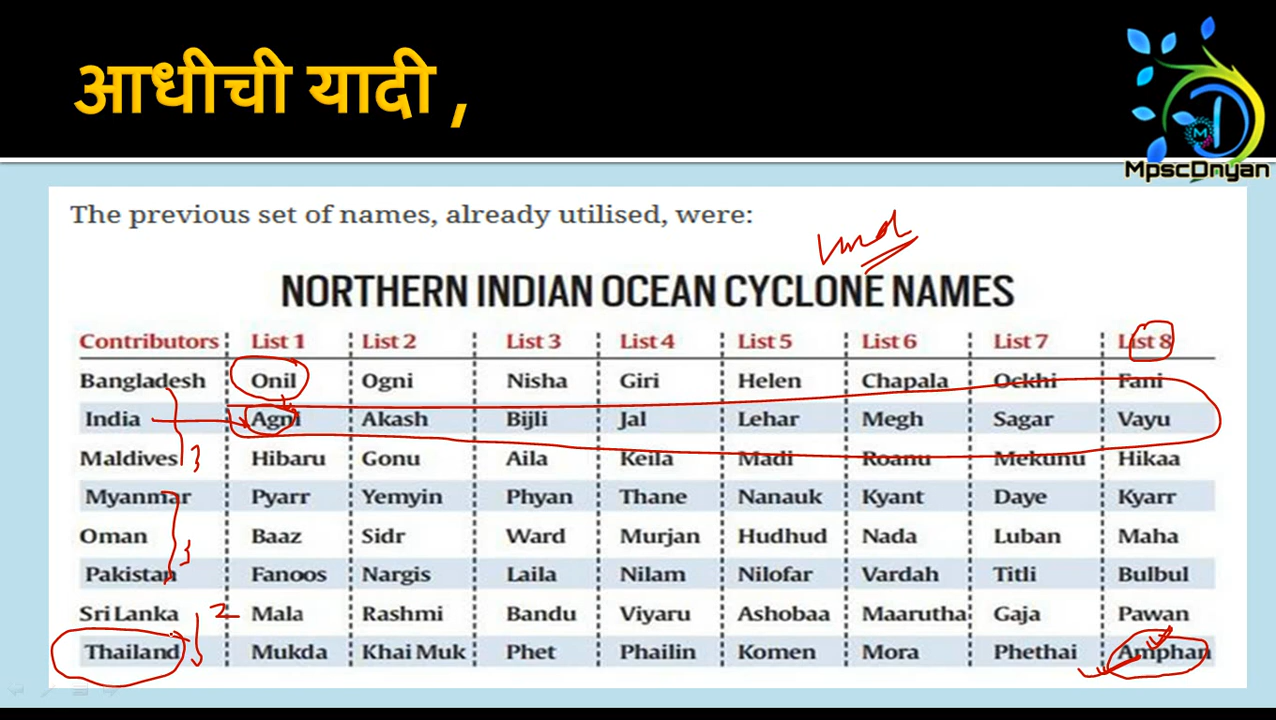 आधीची यादी ,
MpscDnyan
The previous set of names, already utilised, were:
NORTHERN INDIAN OCEAN CYCLONE NAMES
Contributors List 1 List 2 List 3 List 4 List 5 List 6 List 7 List 8
Bangladesh Onil Ogni Nisha Giri Helen Chapala Ockhi Fani
India Agni Akash Bijli Jal Lehar Megh Sagar Vayu
Maldives Hibaru Gonu Aila Keila Madi Roanu Mekunu Hikaa
Myanmar Pyarr Yemyin Phyan Thane Nanauk Kyant Daye Kyarr
Oman Baaz Sidr Ward Murjan Hudhud Nada Luban Maha
Pakistan Fanoos Nargis Laila Nilam Nilofar Vardah Titli Bulbul
Sri Lanka Mala Rashmi Bandu Viyaru Ashobaa Maarutha Gaja Pawan
Thailand Mukda Khai Muk Phet Phailin Komen Mora Phethai Amphan